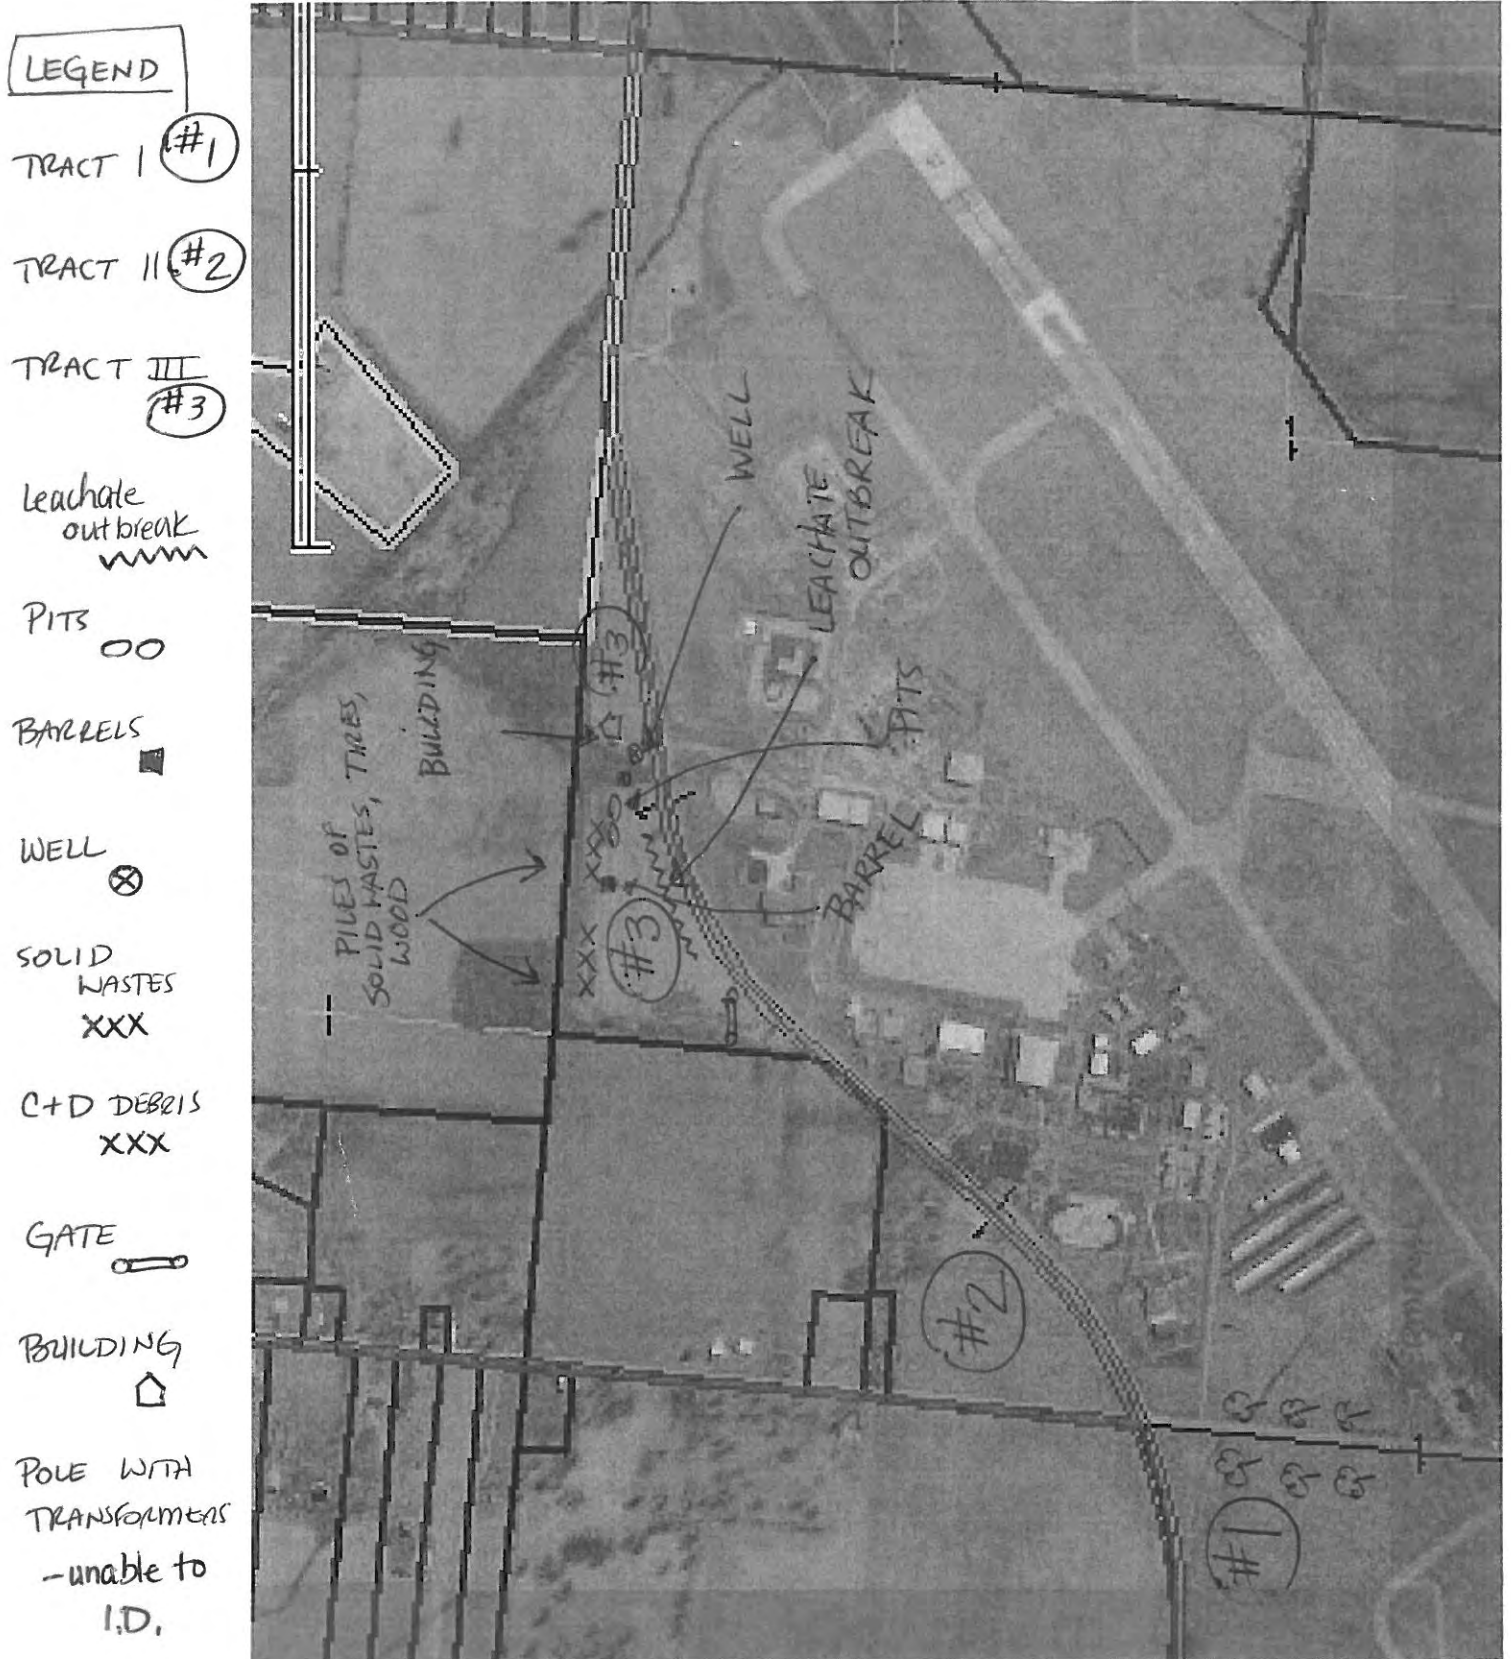 LEGEND
TRACT I #1
TRACT II #2
TRACT III
#3
Leachate
outbreak
PITS
BARRELS
WELL
SOLID
WASTES
XXX
C+D DEBRIS
XXX
GATE
BUILDING
POLE WITH
TRANSFORMERS
-unable to
I.D.
WELL
LEACHATE
OUTBREAK
PITS
BARREL
BUILDING
PILES OF
SOLID WASTES, TIRES,
WOOD
#3
XXX
XXX
#3
#2
#1